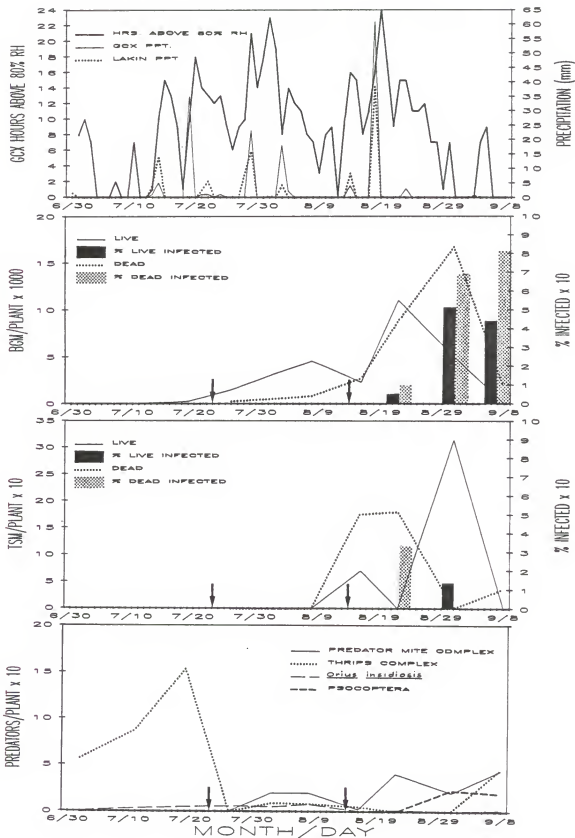 GCX HOURS ABOVE 80% RH
24
22
20
18
16
14
12
10
8
6
4
2
0
HRS. ABOVE 80% RH
GCX PPT.
LAKIN PPT
65
60
55
50
45
40
35
30
25
20
15
10
5
0
PRECIPITATION (mm)
6/30 7/10 7/20 7/30 8/9 8/19 8/29 9/8
BGM/PLANT x 1000
20
15
10
5
0
LIVE
% LIVE INFECTED
DEAD
% DEAD INFECTED
10
9
8
7
6
5
4
3
2
1
0
% INFECTED x 10
6/30 7/10 7/20 7/30 8/9 8/19 8/29 9/8
TSM/PLANT x 10
35
30
25
20
15
10
5
0
LIVE
% LIVE INFECTED
DEAD
% DEAD INFECTED
10
9
8
7
6
5
4
3
2
1
0
% INFECTED x 10
6/30 7/10 7/20 7/30 8/9 8/19 8/29 9/8
PREDATORS/PLANT x 10
20
15
10
5
0
PREDATOR MITE COMPLEX
THRIPS COMPLEX
Orius insidiosis
PSOCOPTERA
6/30 7/10 7/20 7/30 8/9 8/19 8/29 9/8
MONTH/DAY